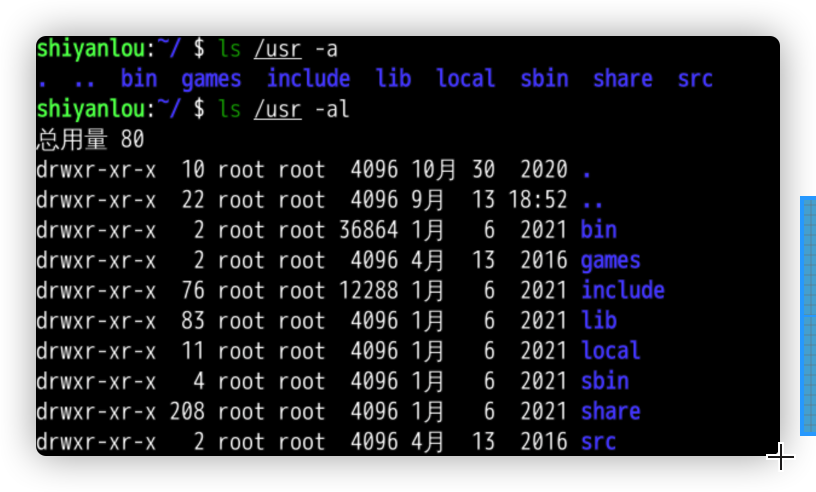 shiyanlou:~/ $ ls /usr -a
.  ..  bin  games  include  lib  local  sbin  share  src
shiyanlou:~/ $ ls /usr -al
总用量 80
drwxr-xr-x  10 root root  4096 10月 30  2020 .
drwxr-xr-x  22 root root  4096 9月  13 18:52 ..
drwxr-xr-x   2 root root 36864 1月   6  2021 bin
drwxr-xr-x   2 root root  4096 4月  13  2016 games
drwxr-xr-x  76 root root 12288 1月   6  2021 include
drwxr-xr-x  83 root root  4096 1月   6  2021 lib
drwxr-xr-x  11 root root  4096 1月   6  2021 local
drwxr-xr-x   4 root root  4096 1月   6  2021 sbin
drwxr-xr-x 208 root root  4096 1月   6  2021 share
drwxr-xr-x   2 root root  4096 4月  13  2016 src